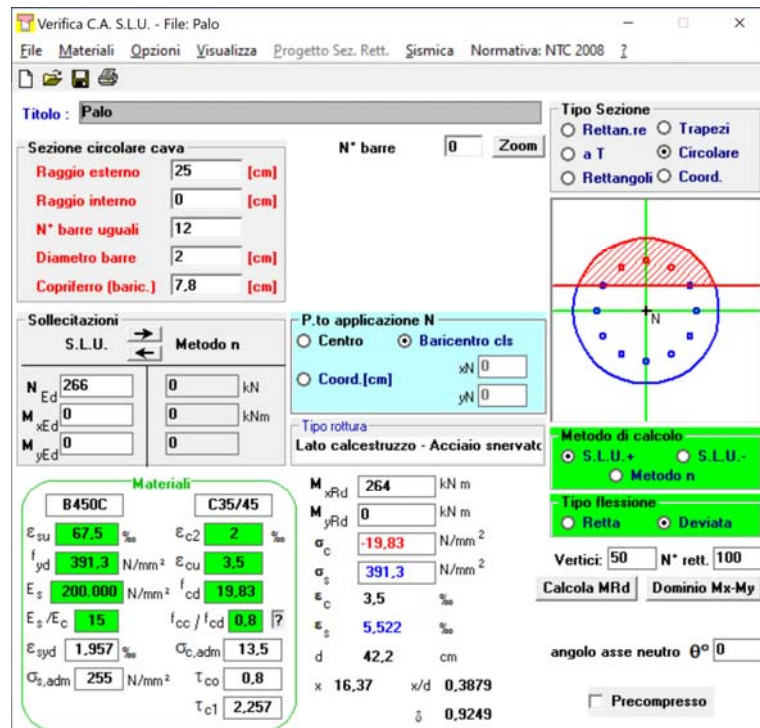 Verifica C.A. S.L.U. - File: Palo
File Materiali Opzioni Visualizza Progetto Sez. Rett. Sismica Normativa: NTC 2008 ?
Titolo : Palo
Tipo Sezione
Rettan.re Trapezi
a T Circolare
Rettangoli Coord.
Sezione circolare cava
N° barre 0 Zoom
Raggio esterno 25 [cm]
Raggio interno 0 [cm]
N° barre uguali 12
Diametro barre 2 [cm]
Copriferro (baric.) 7,8 [cm]
N
Sollecitazioni
S.L.U. Metodo n
N Ed 266 0 kN
M xEd 0 0 kNm
M yEd 0 0
P.to applicazione N
Centro Baricentro cls
Coord.[cm] xN 0
yN 0
Tipo rottura
Lato calcestruzzo - Acciaio snervato
Metodo di calcolo
S.L.U.+ S.L.U.-
Metodo n
Tipo flessione
Retta Deviata
Vertici: 50 N° rett. 100
Calcola MRd Dominio Mx-My
angolo asse neutro θ° 0
Precompresso
Materiali
B450C C35/45
εsu 67,5 ‰ εc2 2 ‰
fyd 391,3 N/mm² εcu 3,5
Es 200.000 N/mm² fcd 19,83
Es/Ec 15 fcc / fcd 0,8 ?
εsyd 1,957 ‰ σc,adm 13,5
σs,adm 255 N/mm² τco 0,8
τc1 2,257
M xRd 264 kN m
M yRd 0 kN m
σc -19,83 N/mm²
σs 391,3 N/mm²
εc 3,5 ‰
εs 5,522 ‰
d 42,2 cm
x 16,37 x/d 0,3879
δ 0,9249